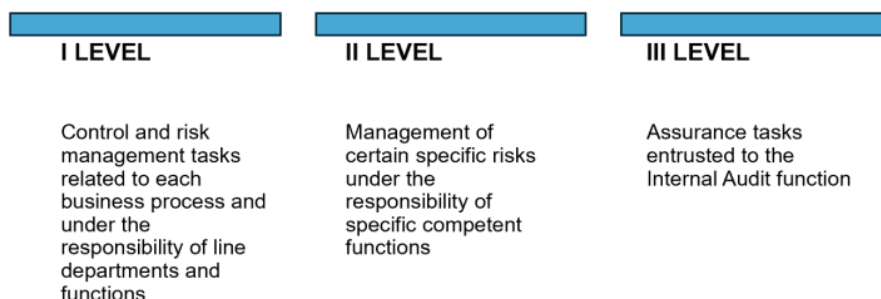 I LEVEL
Control and risk
management tasks
related to each
business process and
under the
responsibility of line
departments and
functions
II LEVEL
Management of
certain specific risks
under the
responsibility of
specific competent
functions
III LEVEL
Assurance tasks
entrusted to the
Internal Audit function